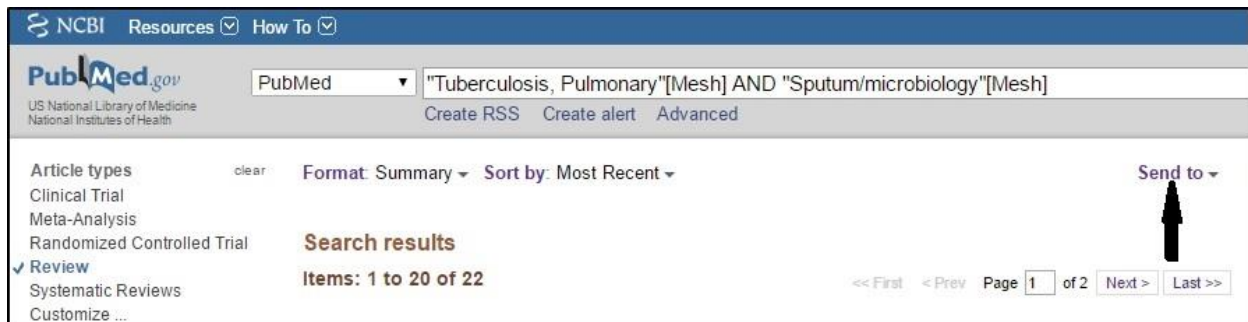 NCBI Resources How To
PubMed.gov
US National Library of Medicine
National Institutes of Health
PubMed
"Tuberculosis, Pulmonary"[Mesh] AND "Sputum/microbiology"[Mesh]
Create RSS Create alert Advanced
Article types clear
Clinical Trial
Meta-Analysis
Randomized Controlled Trial
Review
Systematic Reviews
Customize ...
Format: Summary Sort by: Most Recent
Send to
Search results
Items: 1 to 20 of 22
<< First < Prev Page 1 of 2 Next > Last >>